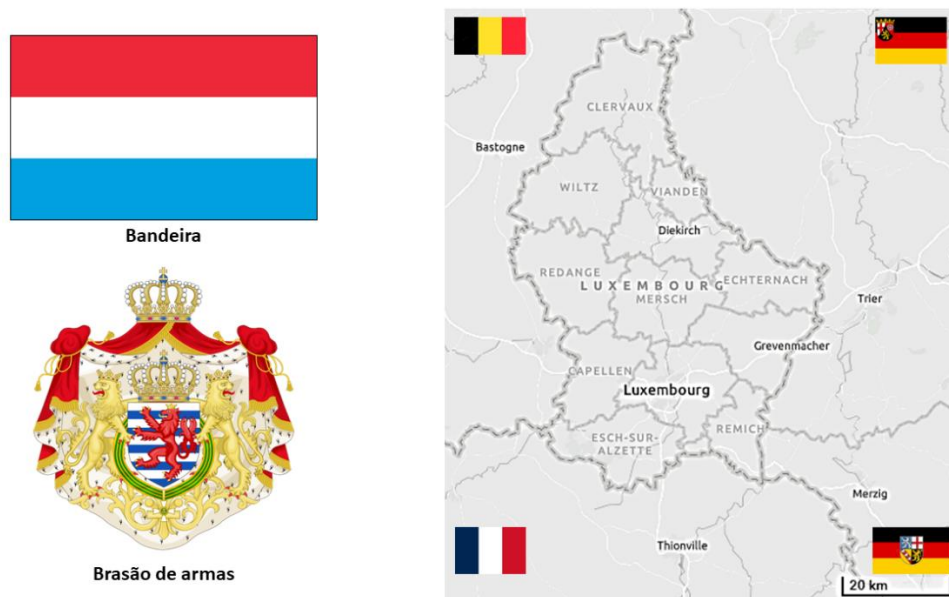 Bandeira
Brasão de armas
CLERVAUX
Bastogne
WILTZ
VIANDEN
Diekirch
REDANGE
ECHTERNACH
LUXEMBOURG
MERSCH
Trier
Grevenmacher
CAPELLEN
Luxembourg
REMICH
ESCH-SUR-
ALZETTE
Merzig
Thionville
20 km